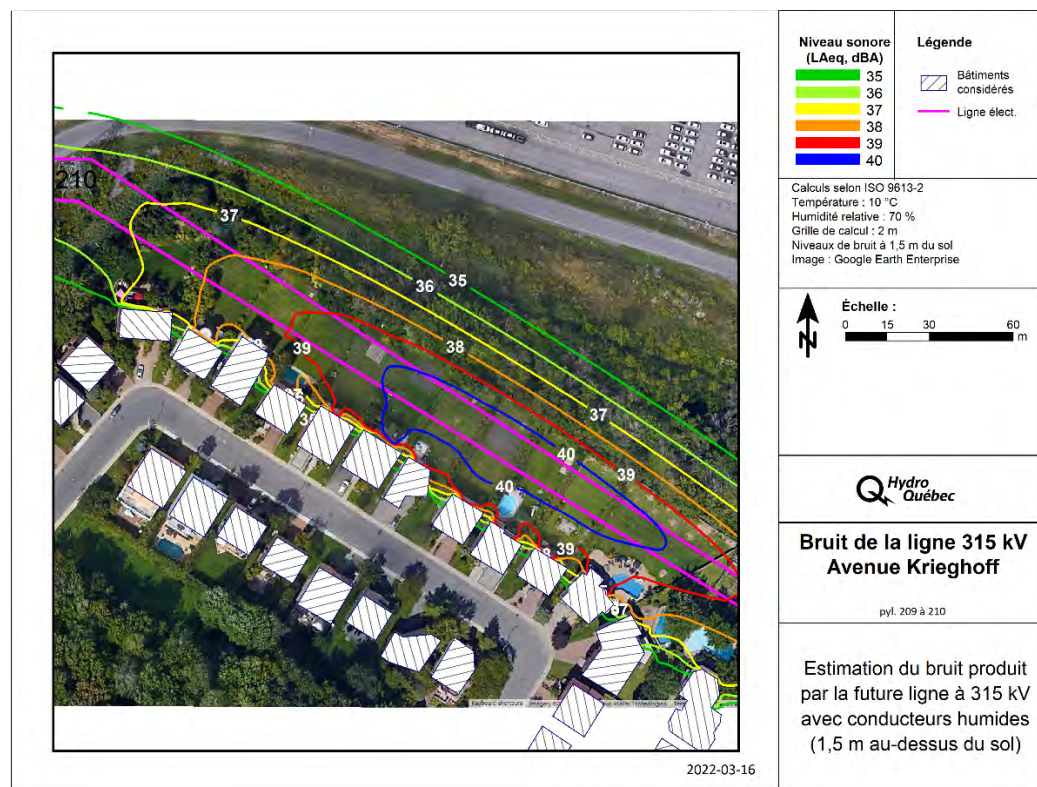 210
37
35
36
38
39
37
40
39
40
39
Niveau sonore
(LAeq, dBA)
35
36
37
38
39
40
Légende
Bâtiments
considérés
Ligne élect.
Calculs selon ISO 9613-2
Température : 10 °C
Humidité relative : 70 %
Grille de calcul : 2 m
Niveaux de bruit à 1,5 m du sol
Image : Google Earth Enterprise
N
Échelle :
0 15 30 60
m
Hydro
Québec
Bruit de la ligne 315 kV
Avenue Krieghoff
pyl. 209 à 210
Estimation du bruit produit
par la future ligne à 315 kV
avec conducteurs humides
(1,5 m au-dessus du sol)
Keyboard shortcuts
2022-03-16